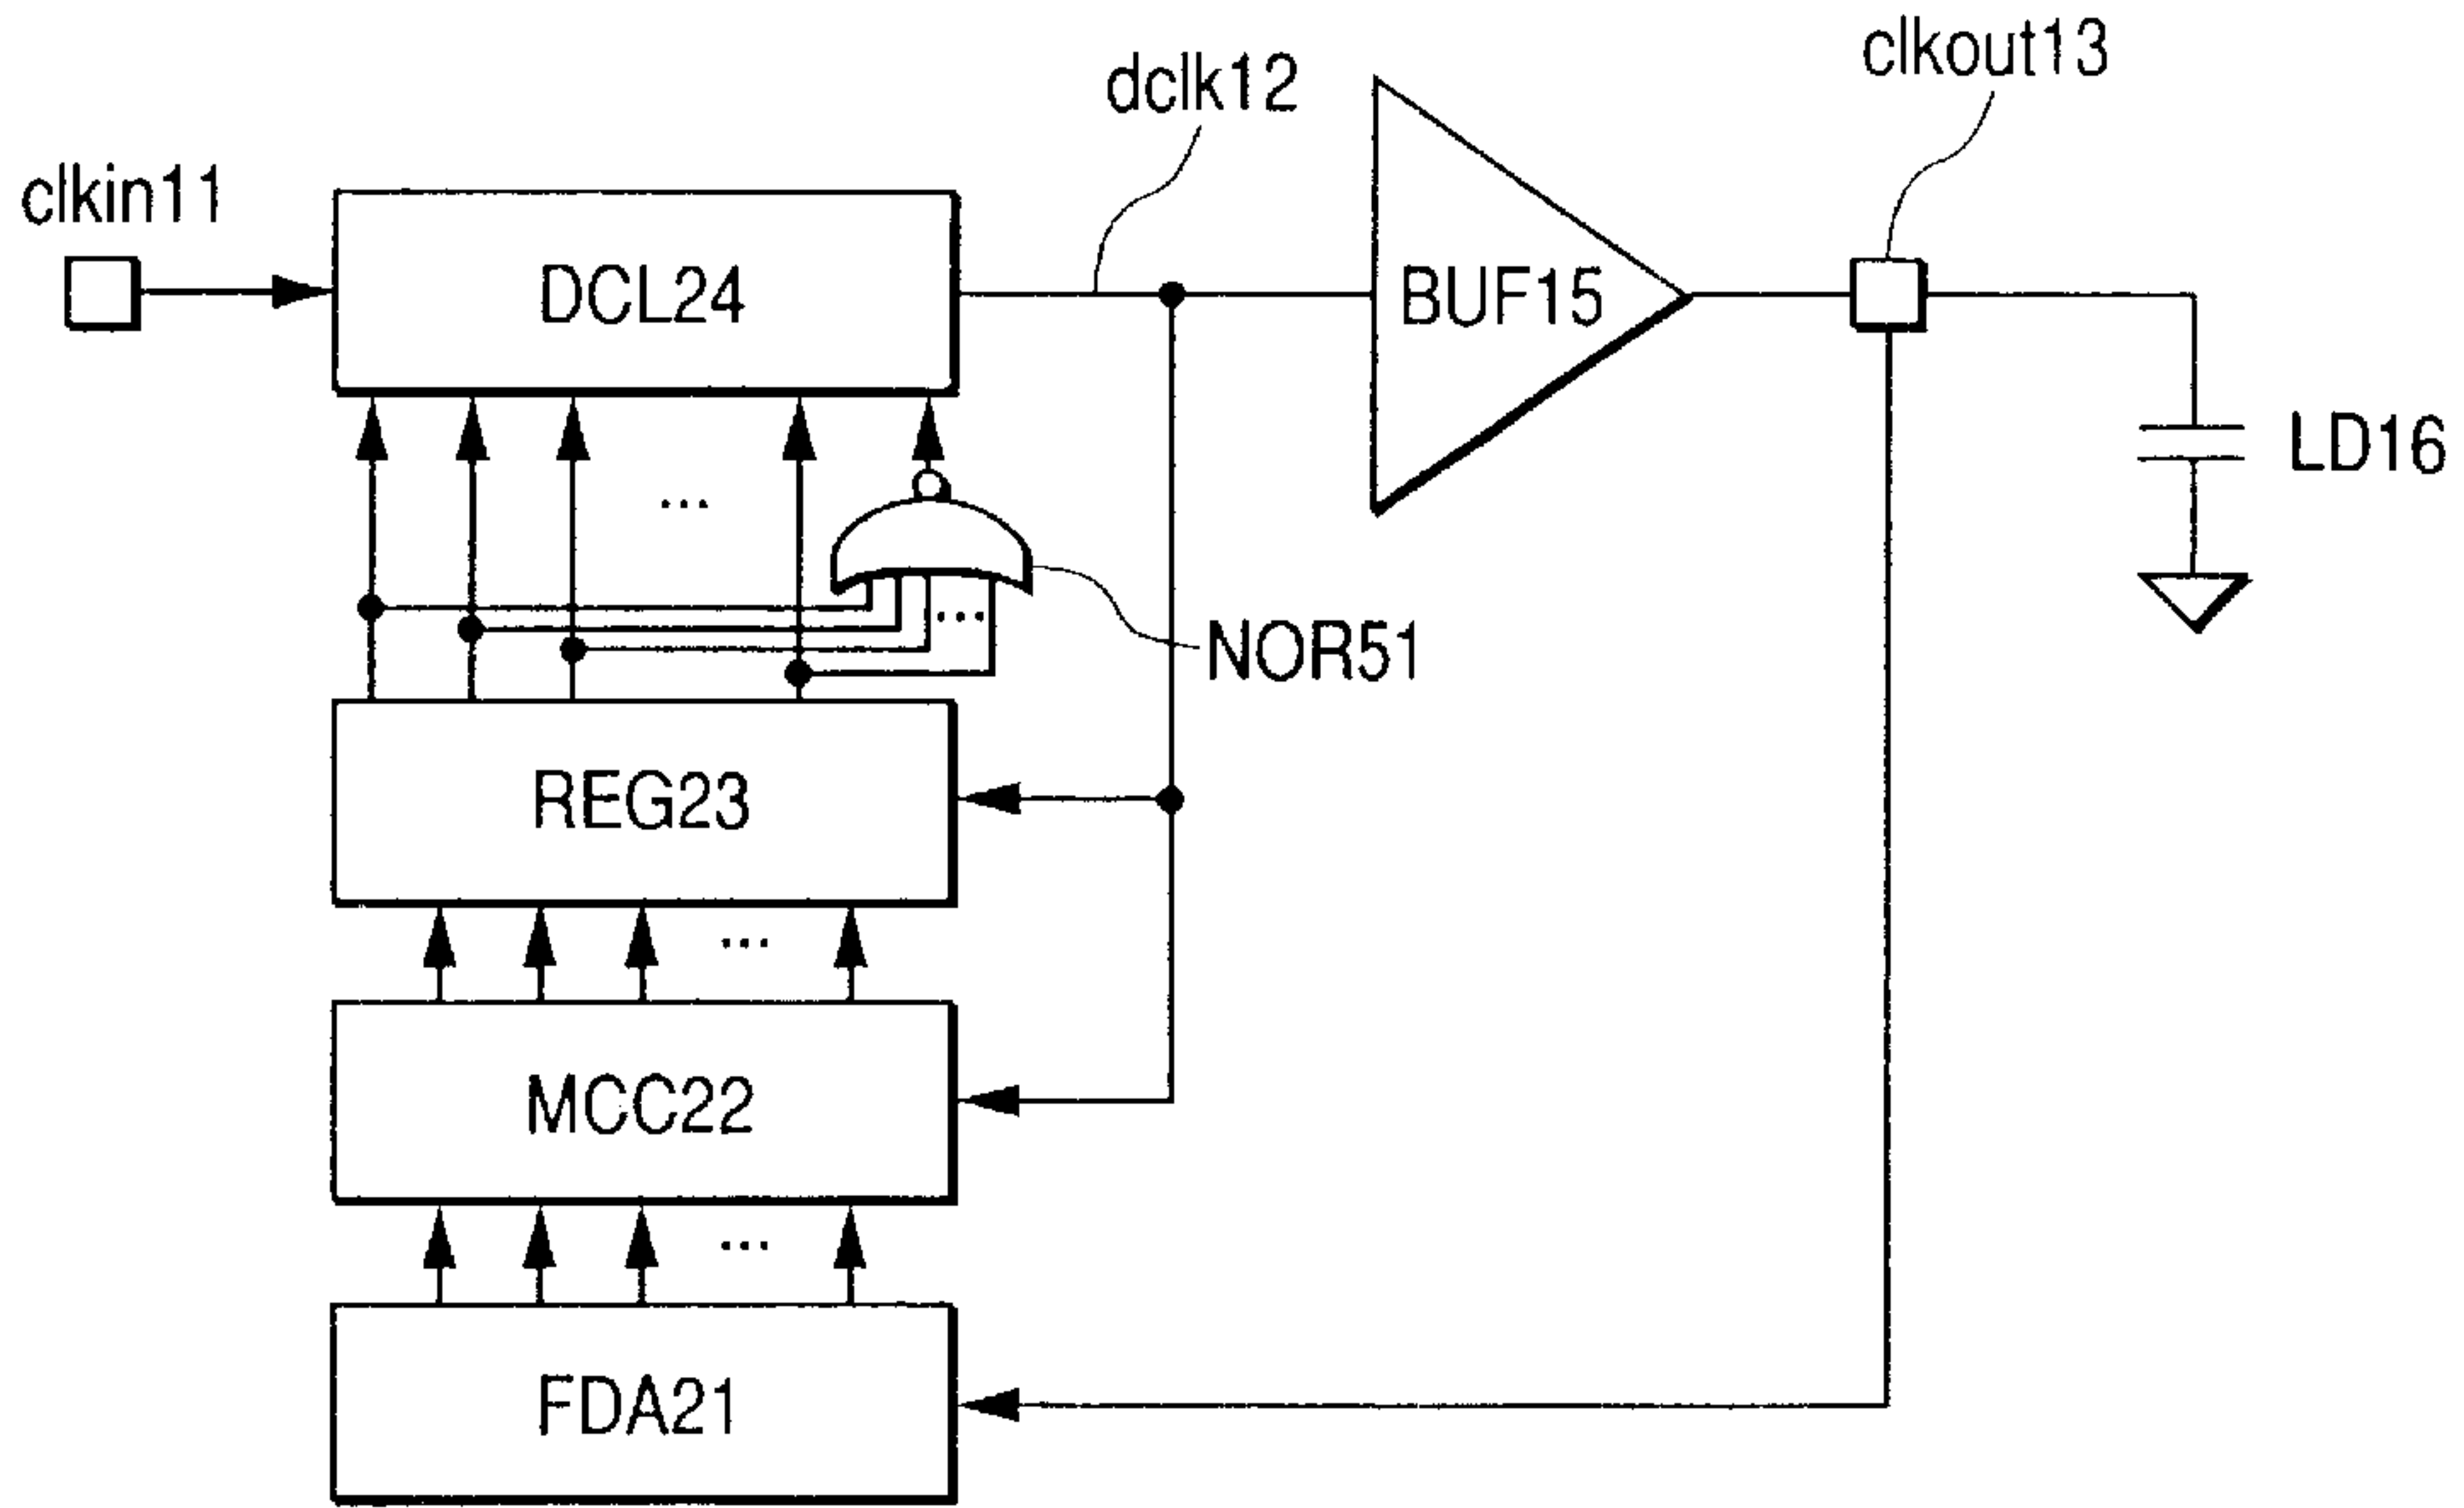 clkout13
dclk12
clkin11
DCL24
BUF15
LD16
...
...
NOR51
REG23
...
MCC22
...
FDA21